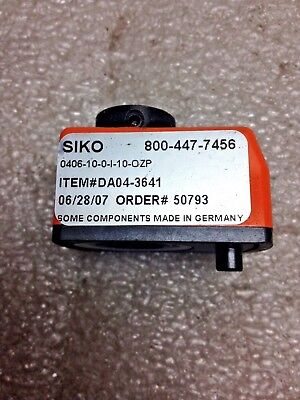 SIKO 800-447-7456
0406-10-0-I-10-OZP
ITEM#DA04-3641
06/28/07 ORDER# 50793
SOME COMPONENTS MADE IN GERMANY